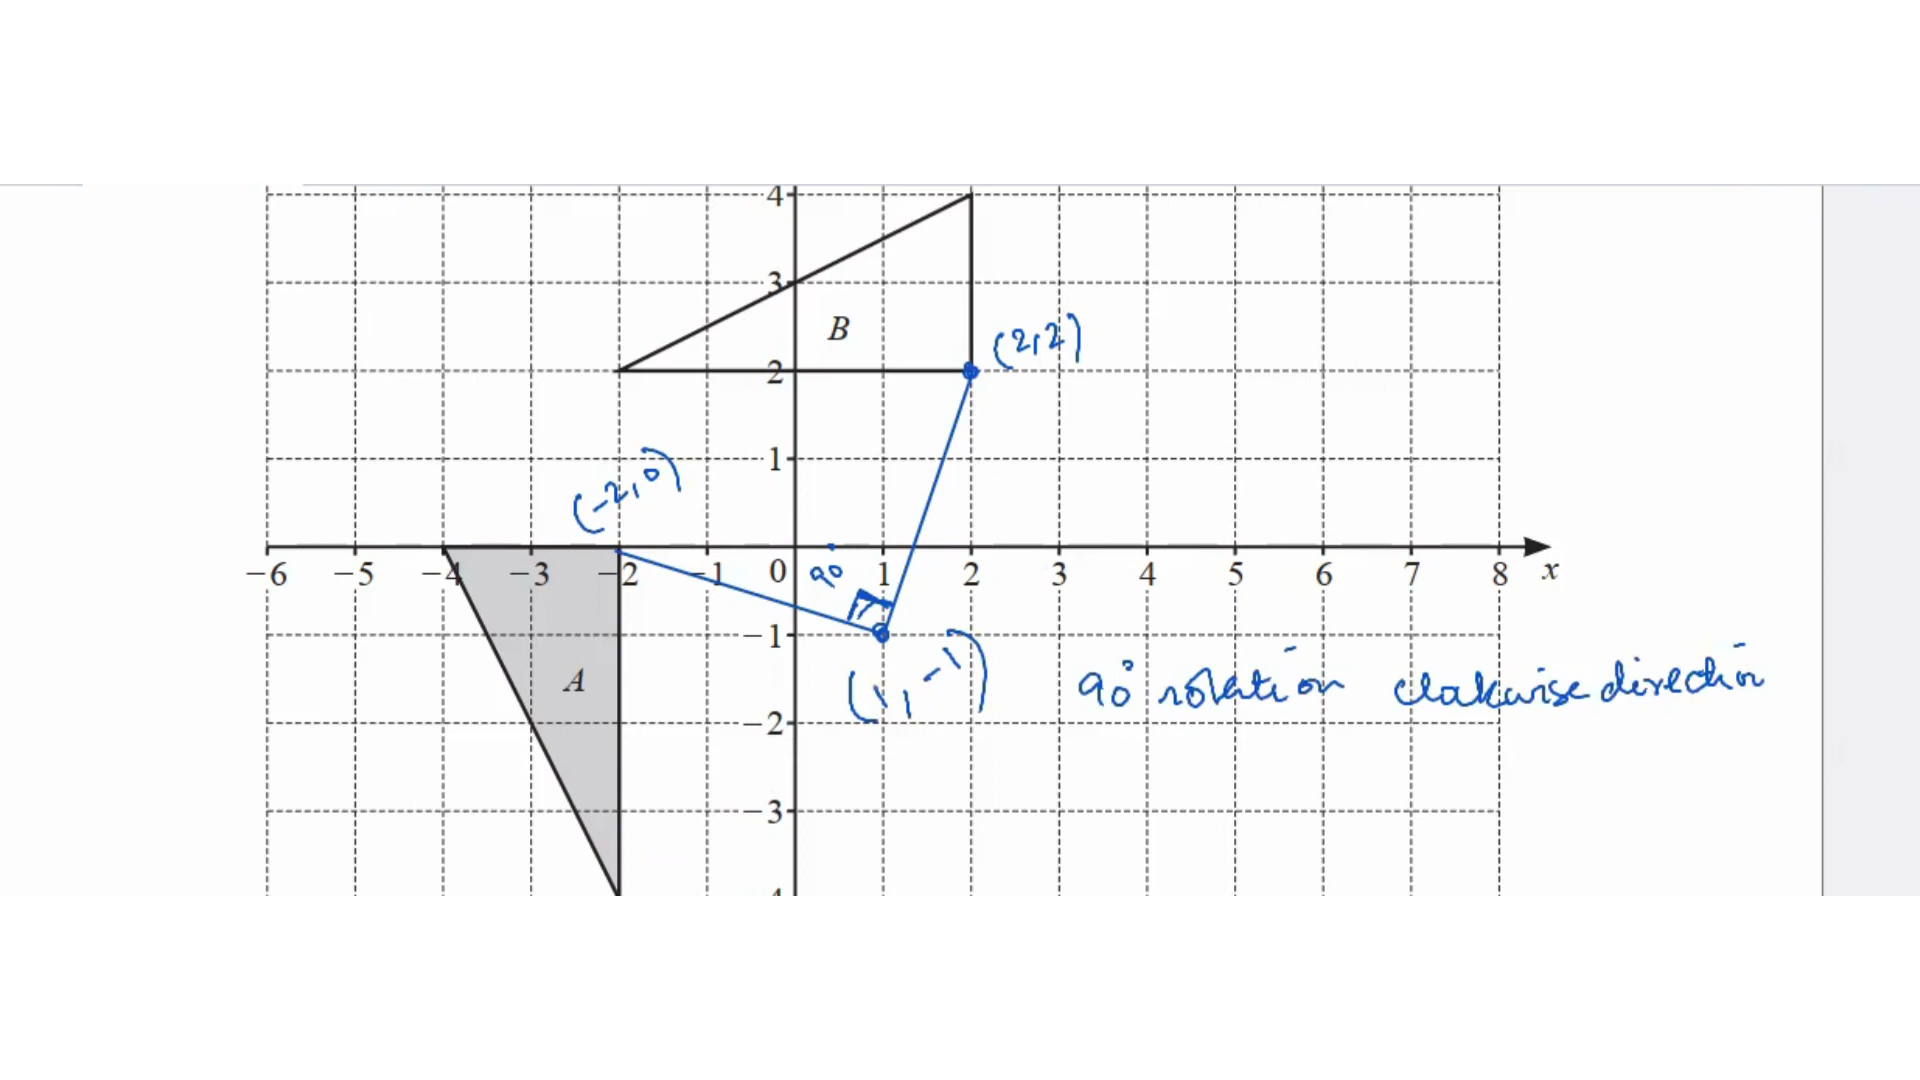 4
3
B
(2,2)
2
1
(-2,0)
−6 −5 −4 −3 −2 −1 0 1 2 3 4 5 6 7 8 x
90
−1
A
(1,-1)
90° rotation clakwise direction
−2
−3